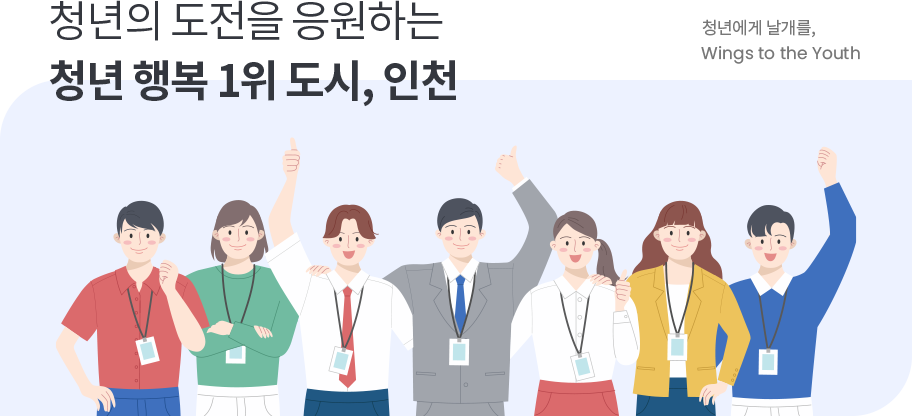 청년의 도전을 응원하는
청년 행복 1위 도시, 인천
청년에게 날개를,
Wings to the Youth